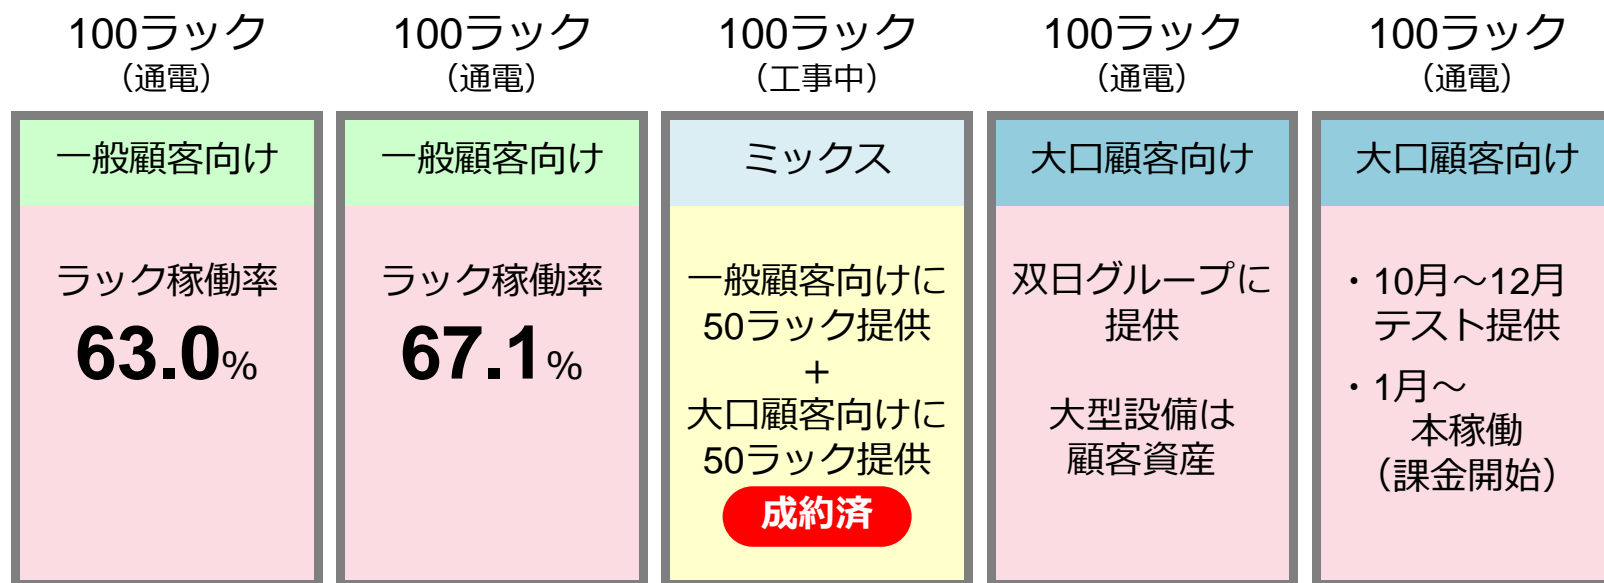 100ラック
（通電）
一般顧客向け
ラック稼働率
63.0%
100ラック
（通電）
一般顧客向け
ラック稼働率
67.1%
100ラック
（工事中）
ミックス
一般顧客向けに
50ラック提供
+
大口顧客向けに
50ラック提供
成約済
100ラック
（通電）
大口顧客向け
双日グループに
提供
大型設備は
顧客資産
100ラック
（通電）
大口顧客向け
・10月～12月
テスト提供
・1月～
本稼働
（課金開始）